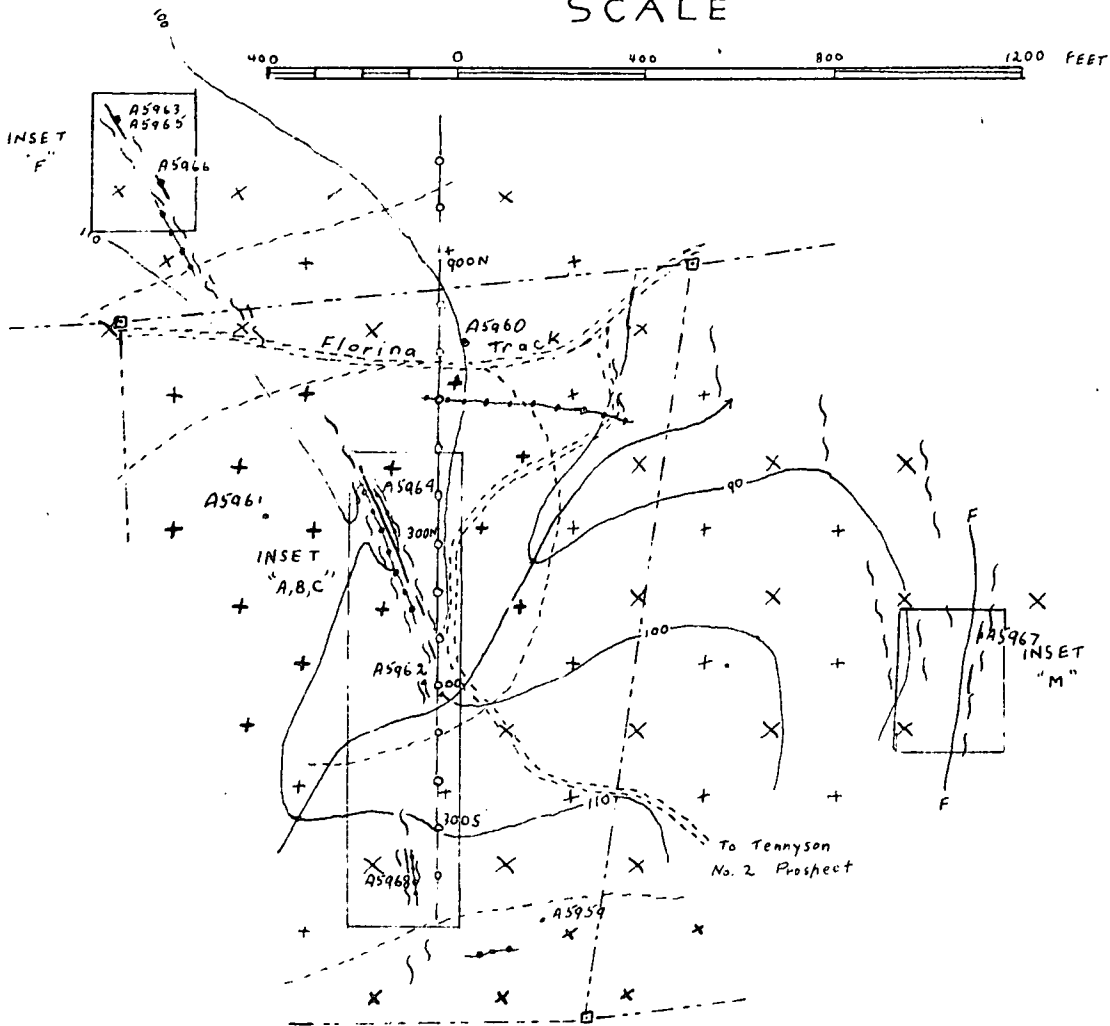 SCALE
400 0 400 800 1200 FEET
100
A5963
A5965
INSET
"F"
A5966
110
900N
A5960
Florina Track
A5964
A5961
300N
90
F
INSET
"A,B,C"
100
A5967
INSET
"M"
A5962
F
300S
110
To Tennyson
No. 2 Prospect
A5968
A5959